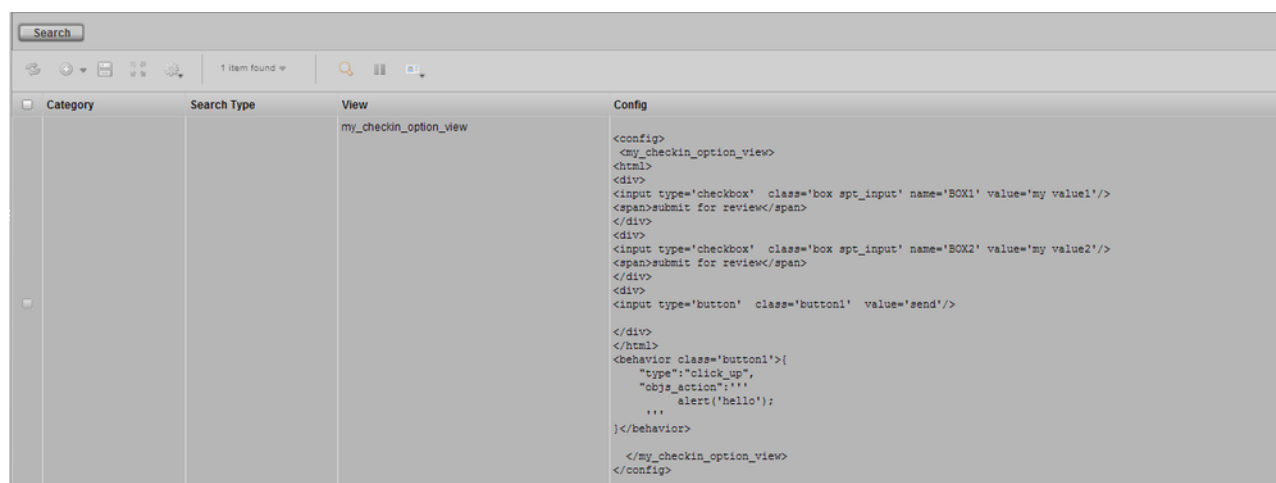 Search
1 item found
Category Search Type View Config
my_checkin_option_view
<config>
<my_checkin_option_view>
<html>
<div>
<input type='checkbox' class='box spt_input' name='BOX1' value='my value1'/>
<span>submit for review</span>
</div>
<div>
<input type='checkbox' class='box spt_input' name='BOX2' value='my value2'/>
<span>submit for review</span>
</div>
<div>
<input type='button' class='button1' value='send'/>
</div>
</html>
<behavior class='button1'>{
"type":"click_up",
"objs_action":'''
alert('hello');
'''
}</behavior>
</my_checkin_option_view>
</config>